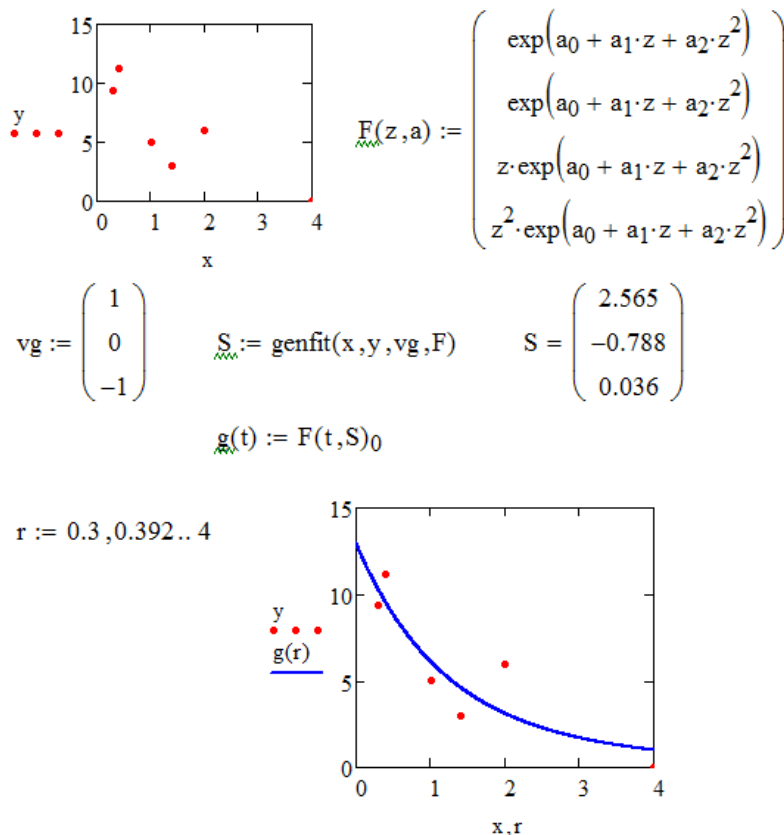 15
10
5
0
0 1 2 3 4
y
x
F(z,a) := ( exp(a₀ + a₁·z + a₂·z²)
exp(a₀ + a₁·z + a₂·z²)
z·exp(a₀ + a₁·z + a₂·z²)
z²·exp(a₀ + a₁·z + a₂·z²) )
vg := ( 1
0
−1 )
S := genfit(x,y,vg,F)
S = ( 2.565
−0.788
0.036 )
g(t) := F(t,S)₀
r := 0.3,0.392..4
15
10
5
0
0 1 2 3 4
y
g(r)
x,r